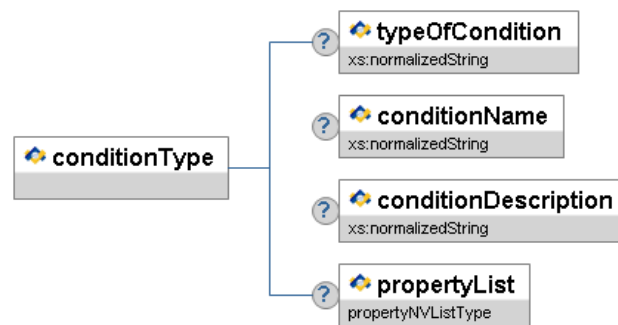 ? typeOfCondition
xs:normalizedString
? conditionName
xs:normalizedString
conditionType
? conditionDescription
xs:normalizedString
? propertyList
propertyNVListType